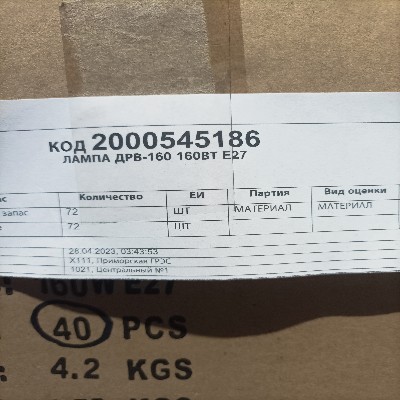 КОД 2000545186
ЛАМПА ДРВ-160 160ВТ Е27
Количество ЕИ Партия Вид оценки
запас 72 ШТ МАТЕРИАЛ МАТЕРИАЛ
72 ШТ
28.04.2023, 03:43:53
X111, Приморская ГРЭС
1021, Центральный №1
160W E27
40 PCS
4.2 KGS